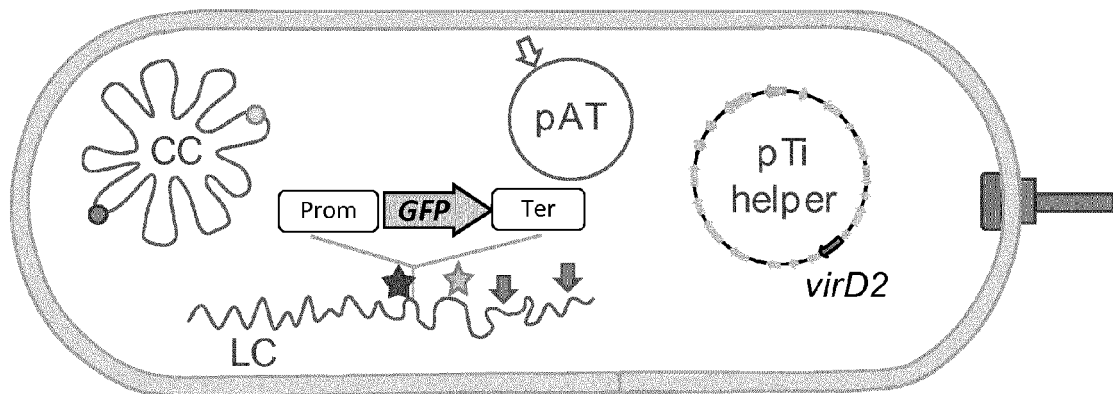 CC
pAT
pTi
helper
Prom
GFP
Ter
virD2
LC